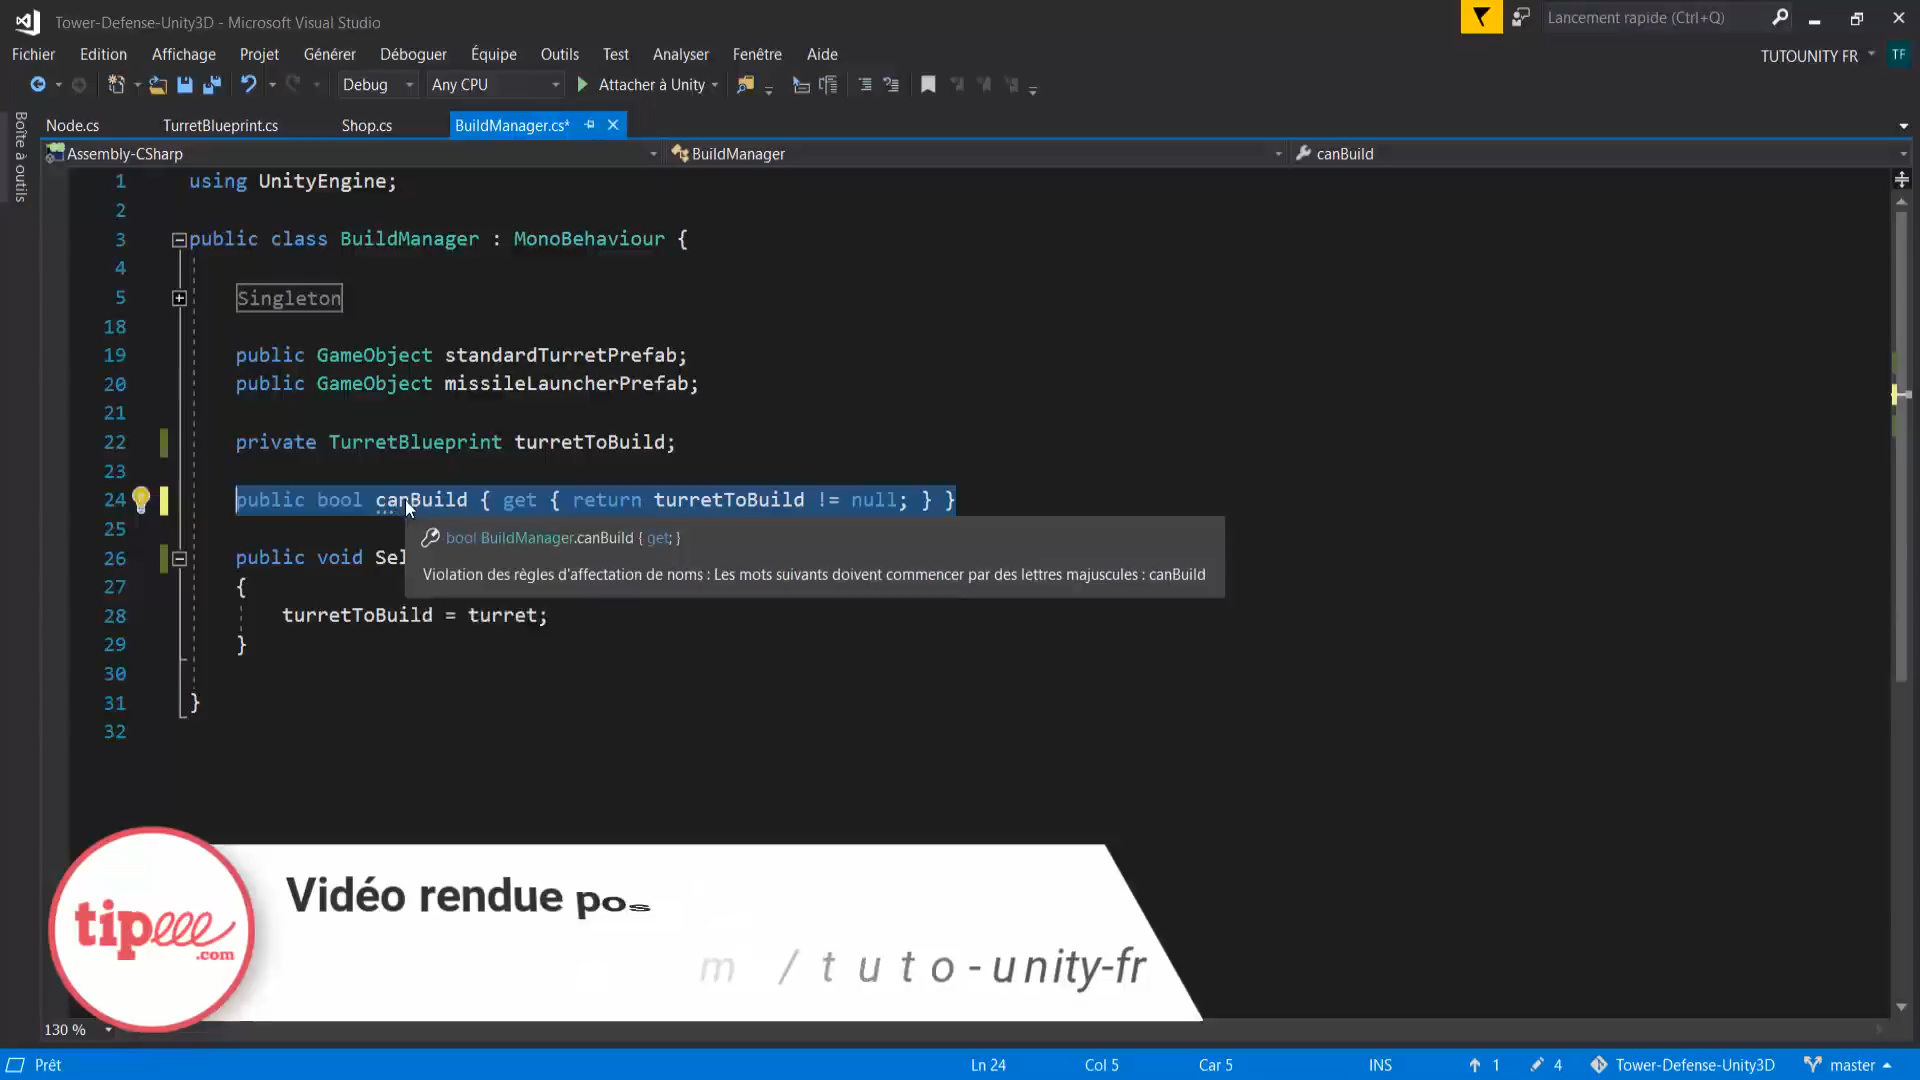 Tower-Defense-Unity3D - Microsoft Visual Studio
Lancement rapide (Ctrl+Q)
Fichier Edition Affichage Projet Générer Déboguer Équipe Outils Test Analyser Fenêtre Aide
TUTOUNITY FR TF
Debug Any CPU Attacher à Unity
Boîte à outils
Node.cs TurretBlueprint.cs Shop.cs BuildManager.cs*
Assembly-CSharp BuildManager canBuild
1 using UnityEngine;
2
3 public class BuildManager : MonoBehaviour {
4
5 Singleton
18
19 public GameObject standardTurretPrefab;
20 public GameObject missileLauncherPrefab;
21
22 private TurretBlueprint turretToBuild;
23
24 public bool canBuild { get { return turretToBuild != null; } }
25
bool BuildManager.canBuild { get; }
26 public void Sel
Violation des règles d'affectation de noms : Les mots suivants doivent commencer par des lettres majuscules : canBuild
27 {
28 turretToBuild = turret;
29 }
30
31 }
32
tipeee
.com
Vidéo rendue pos
m / tuto-unity-fr
130 %
Prêt Ln 24 Col 5 Car 5 INS 1 4 Tower-Defense-Unity3D master